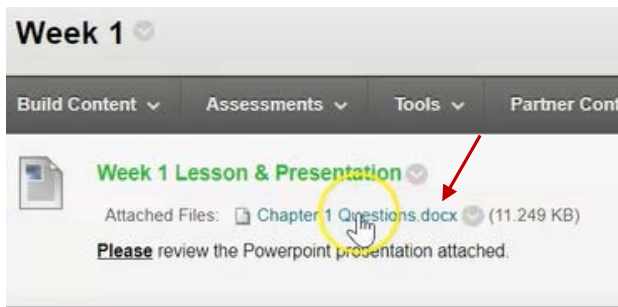 Week 1
Build Content Assessments Tools Partner Cont
Week 1 Lesson & Presentation
Attached Files: Chapter 1 Questions.docx (11.249 KB)
Please review the Powerpoint presentation attached.